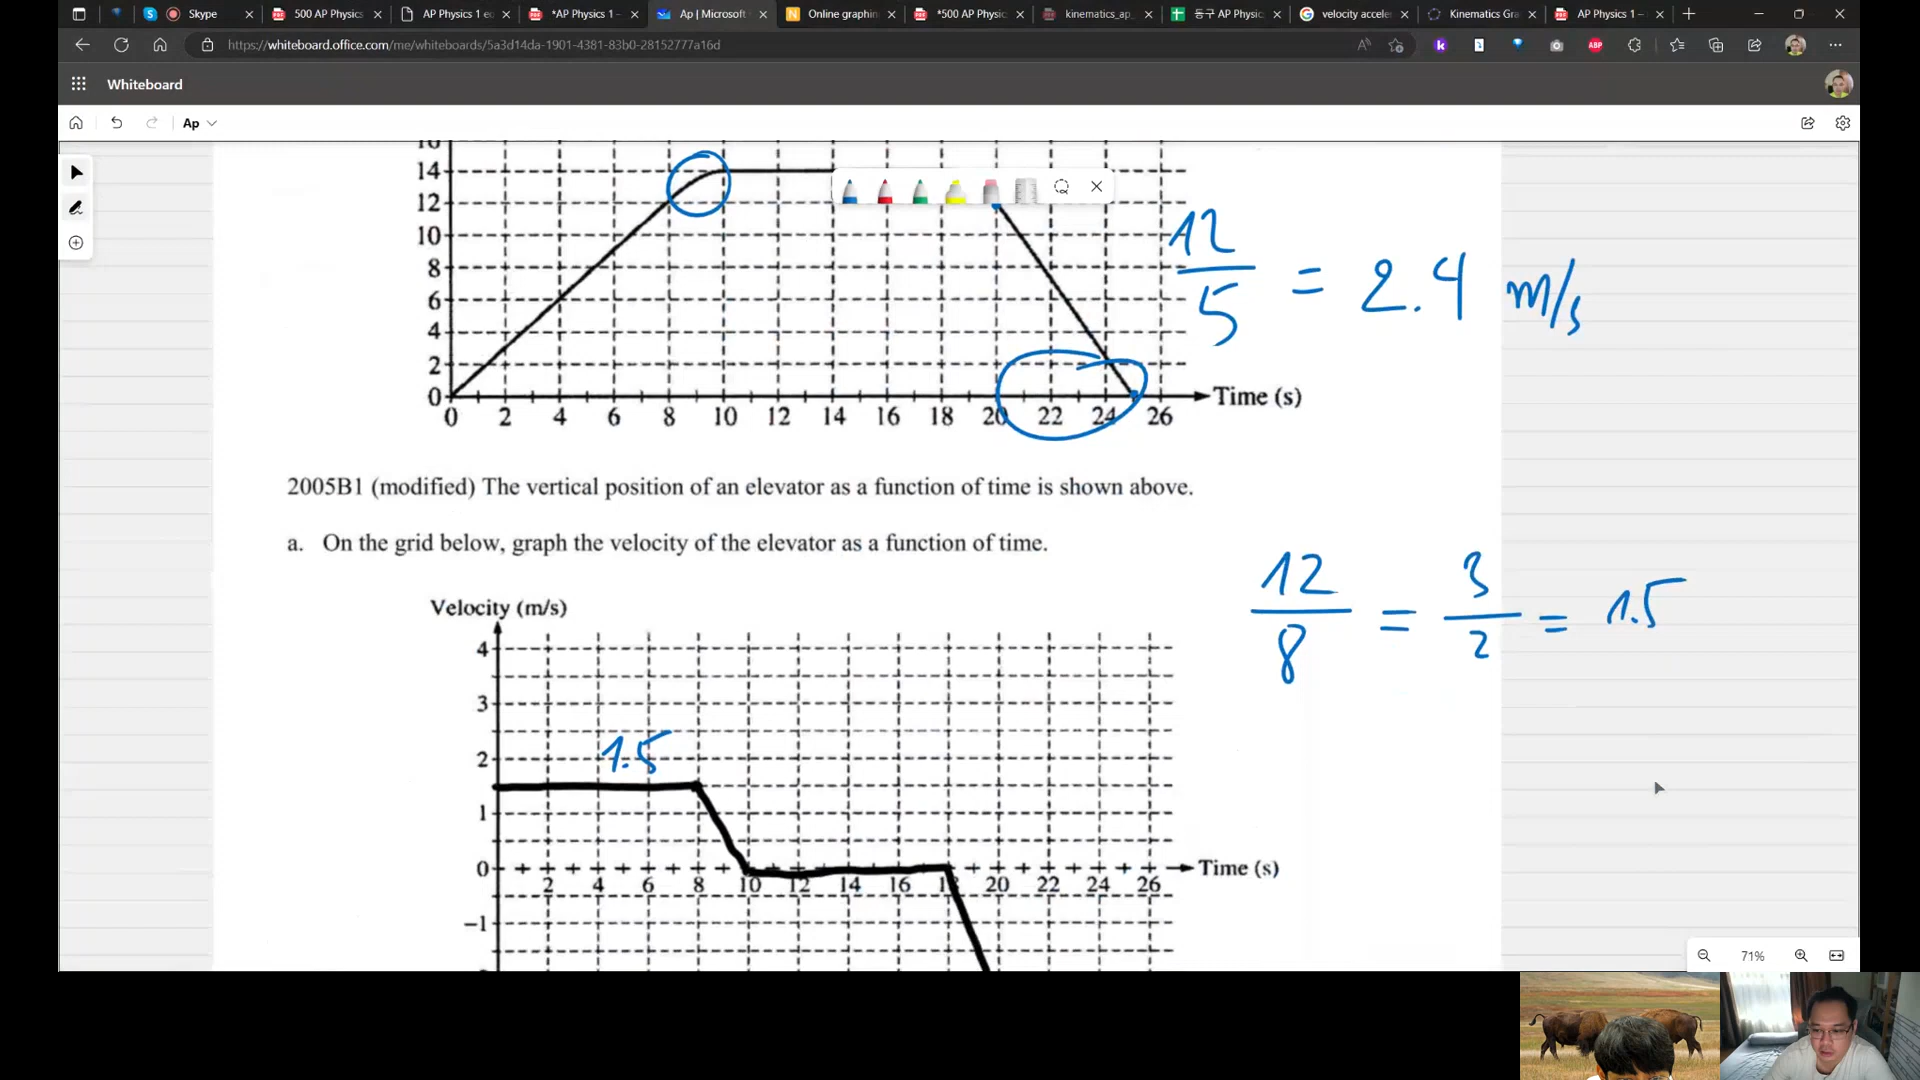 Skype
500 AP Physics
AP Physics 1 e
*AP Physics 1 –
Ap | Microsoft
Online graphin
*500 AP Physic
kinematics_ap_
동구 AP Physic
velocity accele
Kinematics Gra
AP Physics 1 –
https://whiteboard.office.com/me/whiteboards/5a3d14da-1901-4381-83b0-28152777a16d
ABP
Whiteboard
Ap
16
14
12
10
8
6
4
2
0
0 2 4 6 8 10 12 14 16 18 20 22 24 26
Time (s)
12
5
= 2.4 m/s
2005B1 (modified) The vertical position of an elevator as a function of time is shown above.
a. On the grid below, graph the velocity of the elevator as a function of time.
12
8
=
3
2
= 1.5
Velocity (m/s)
4
3
2
1.5
1
0
2 4 6 8 10 12 14 16 18 20 22 24 26
Time (s)
−1
71%